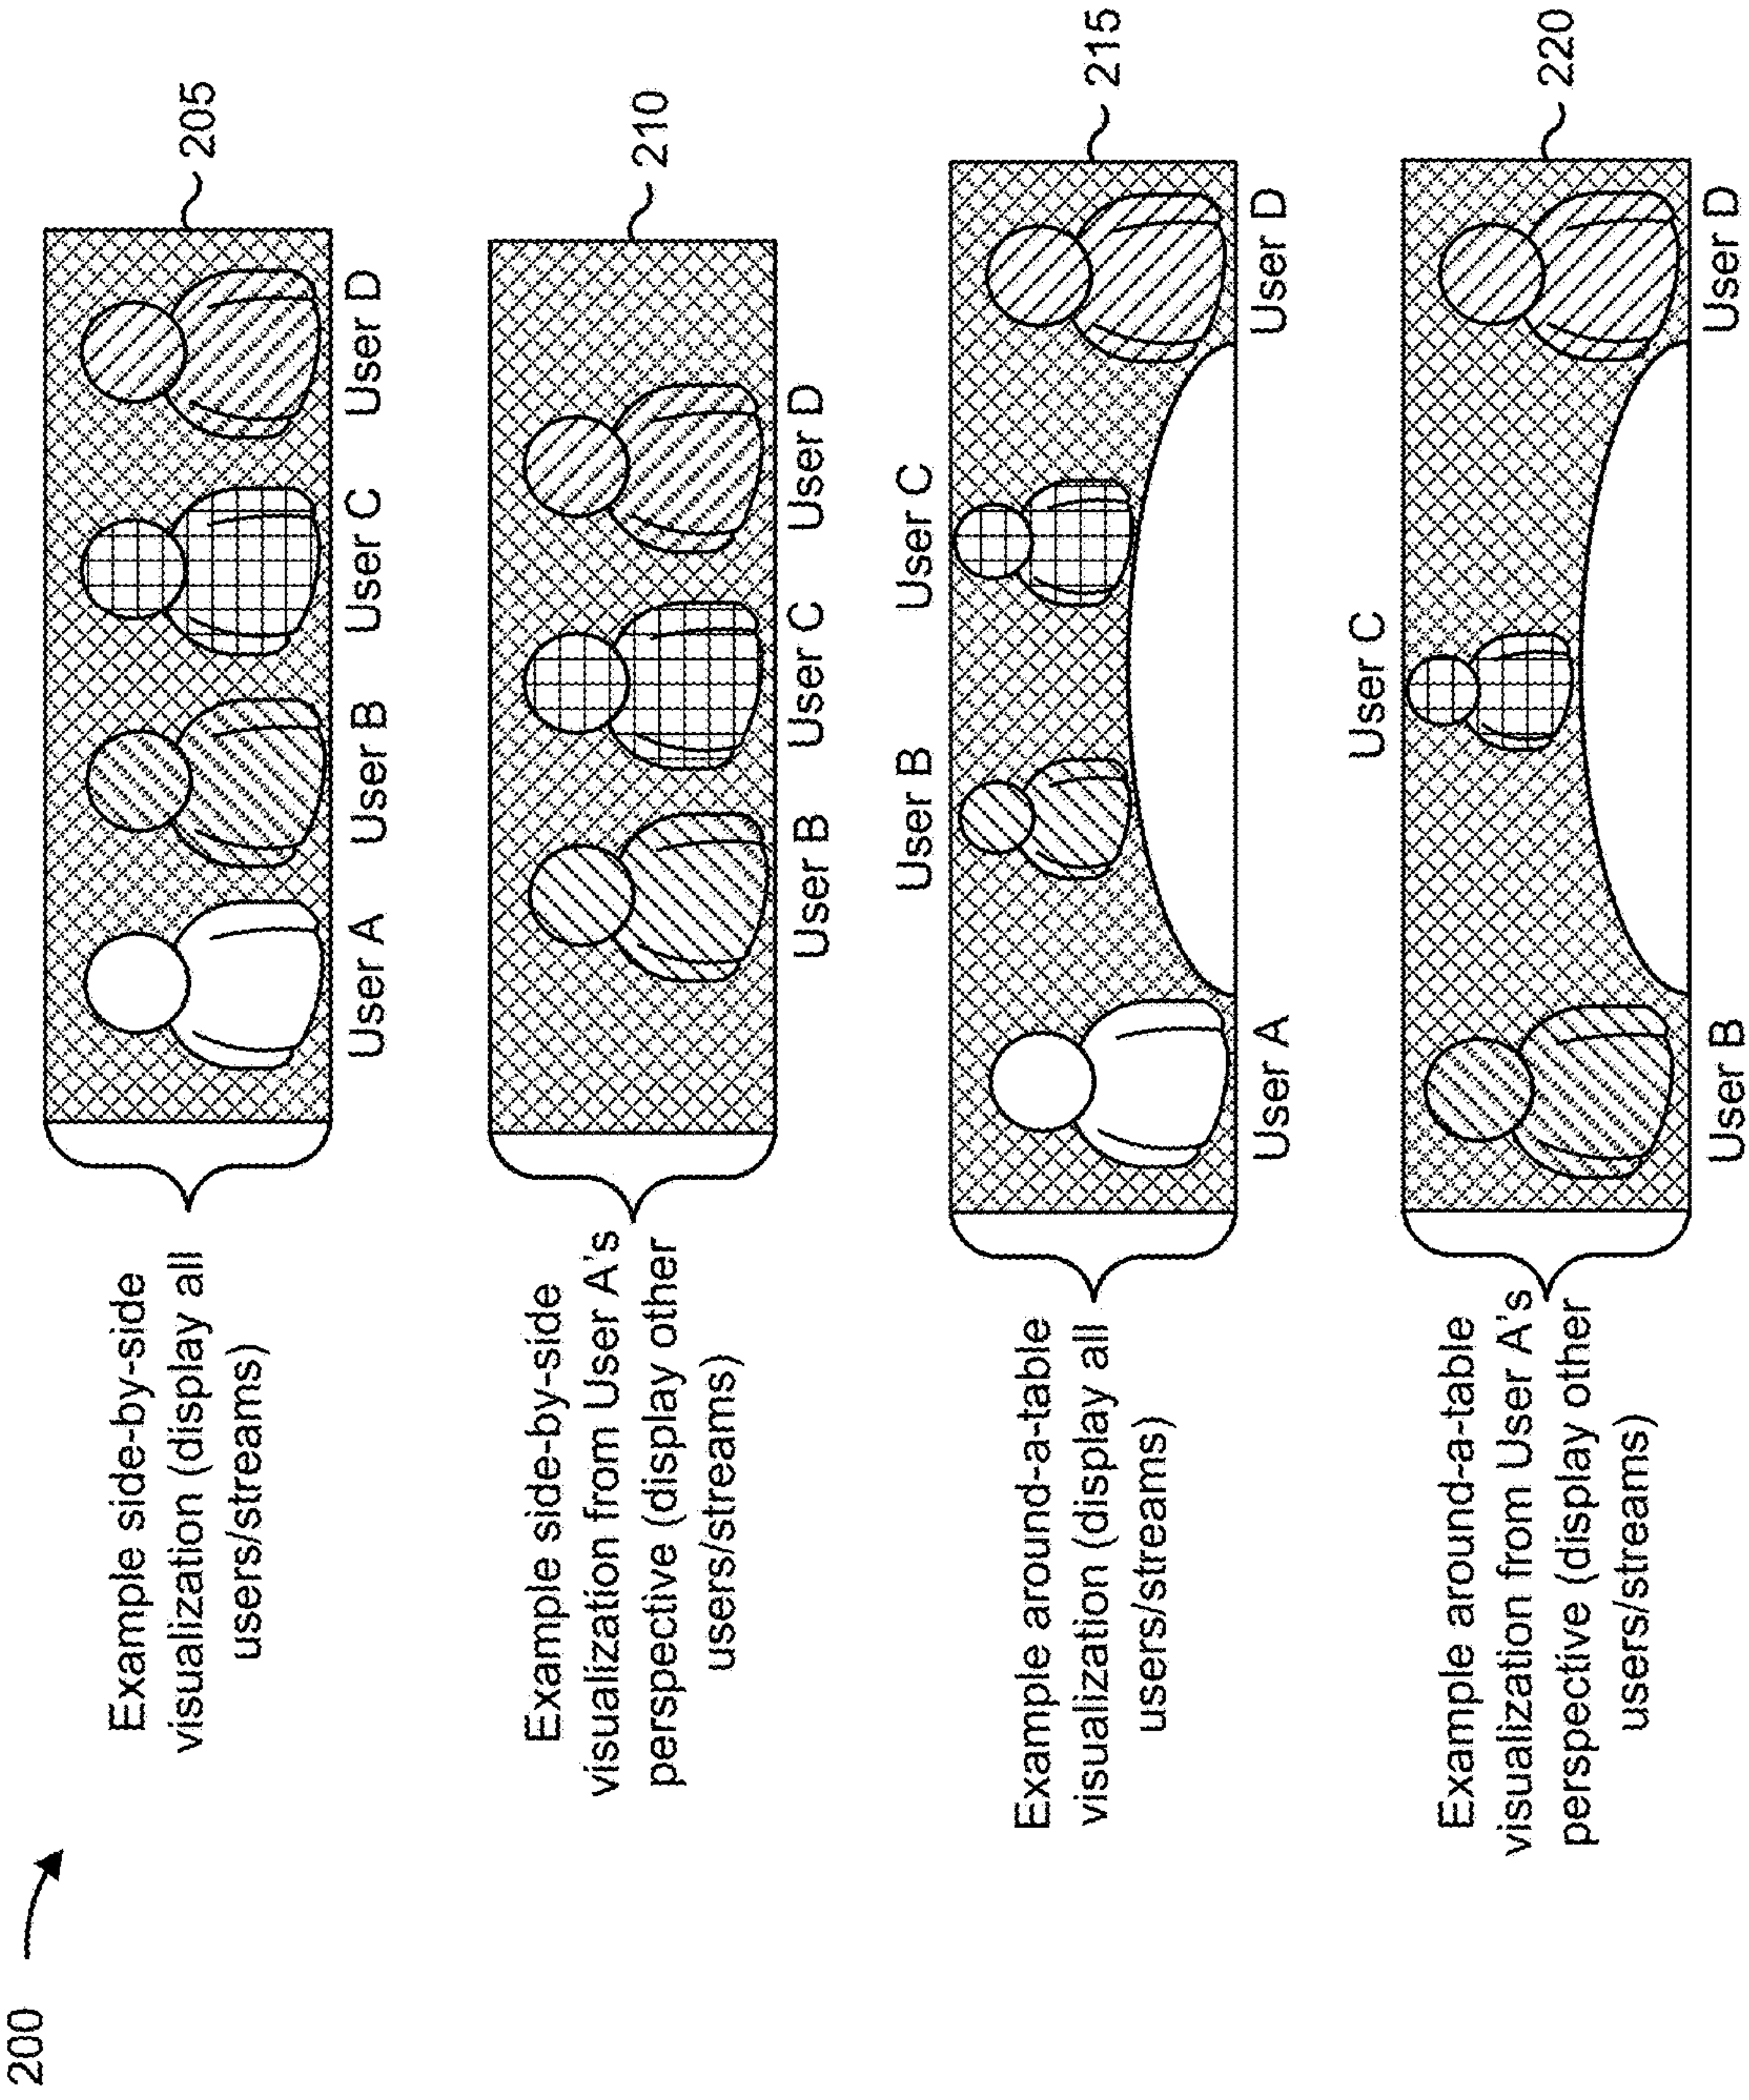 200
Example side-by-side
visualization (display all
users/streams)
205
User A
User B
User C
User D
Example side-by-side
visualization from User A's
perspective (display other
users/streams)
210
User B
User C
User D
Example around-a-table
visualization (display all
users/streams)
215
User B
User C
User A
User D
Example around-a-table
visualization from User A's
perspective (display other
users/streams)
220
User C
User B
User D